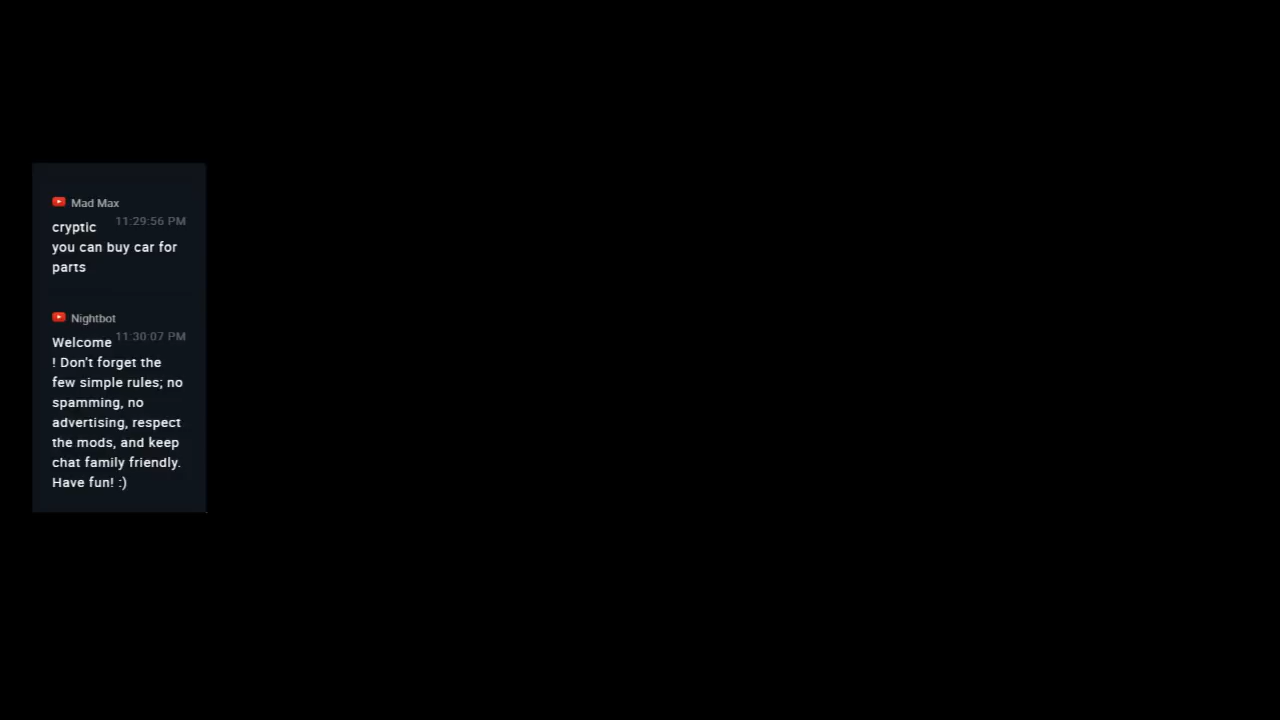 Mad Max
11:29:56 PM
cryptic
you can buy car for
parts
Nightbot
11:30:07 PM
Welcome
! Don't forget the
few simple rules; no
spamming, no
advertising, respect
the mods, and keep
chat family friendly.
Have fun! :)